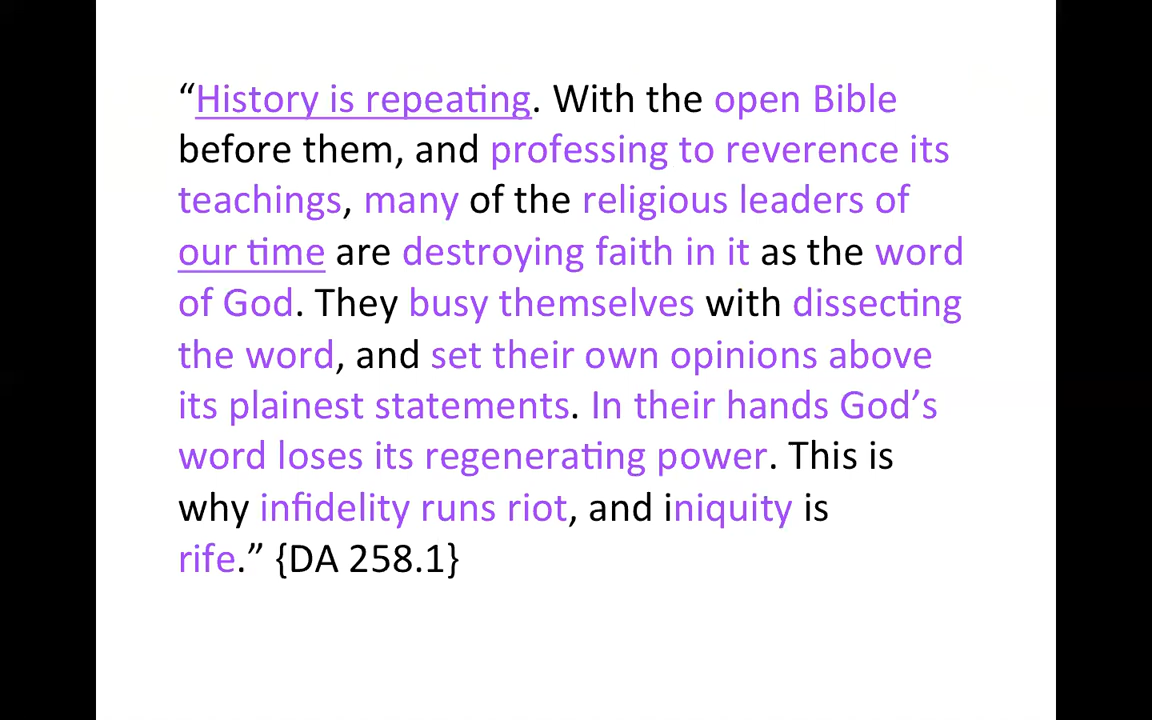 “History is repeating. With the open Bible
before them, and professing to reverence its
teachings, many of the religious leaders of
our time are destroying faith in it as the word
of God. They busy themselves with dissecting
the word, and set their own opinions above
its plainest statements. In their hands God’s
word loses its regenerating power. This is
why infidelity runs riot, and iniquity is
rife.” {DA 258.1}